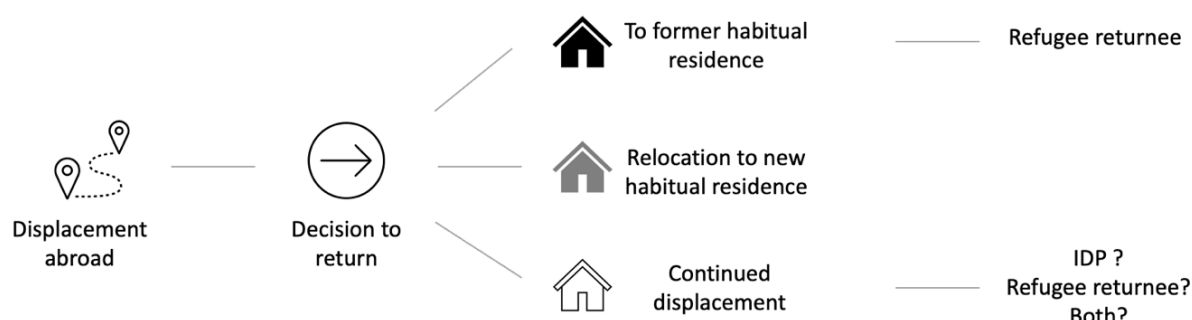 To former habitual
residence
Refugee returnee
Relocation to new
habitual residence
Displacement
abroad
Decision to
return
Continued
displacement
IDP ?
Refugee returnee?
Both?